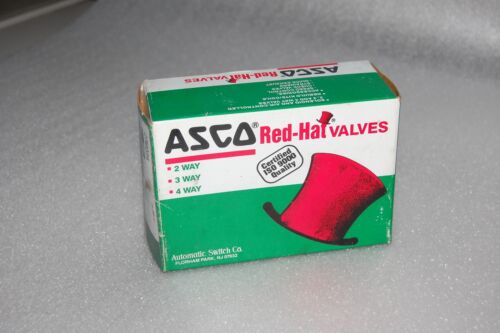 ASCO® Red-Hat VALVES
ASCO® Red-Hat VALVES
• 2 WAY
• 3 WAY
• 4 WAY
Certified
ISO 9000
Quality
Automatic Switch Co.
FLORHAM PARK, NJ 07932